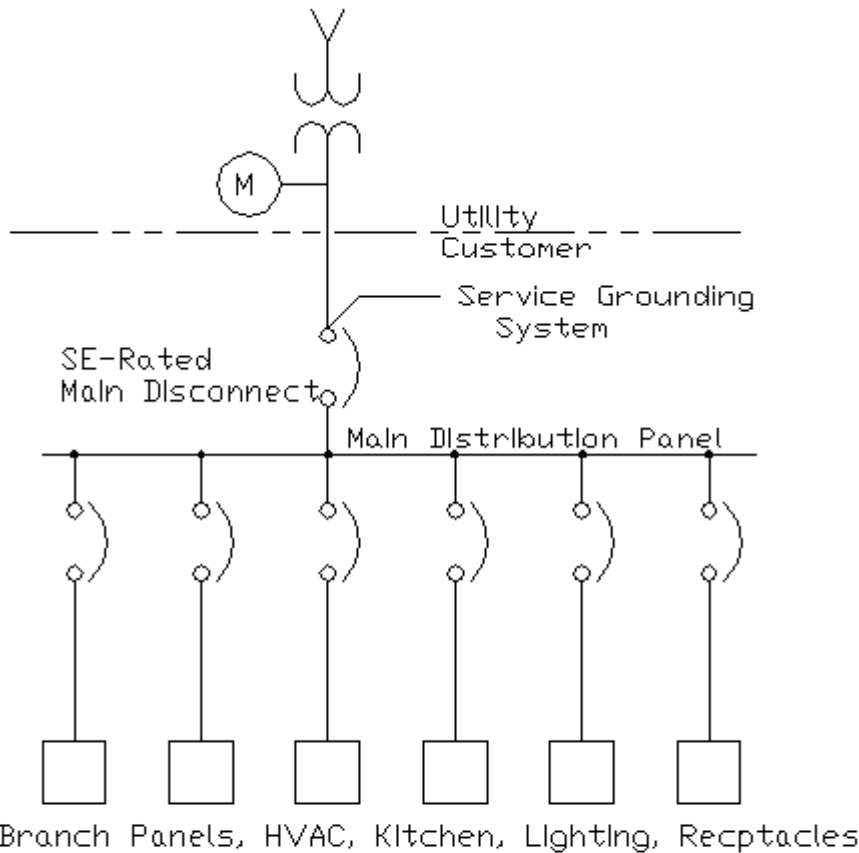 M
Utility
Customer
Service Grounding
System
SE-Rated
Main Disconnect
Main Distribution Panel
Branch Panels, HVAC, Kitchen, Lighting, Recptacles